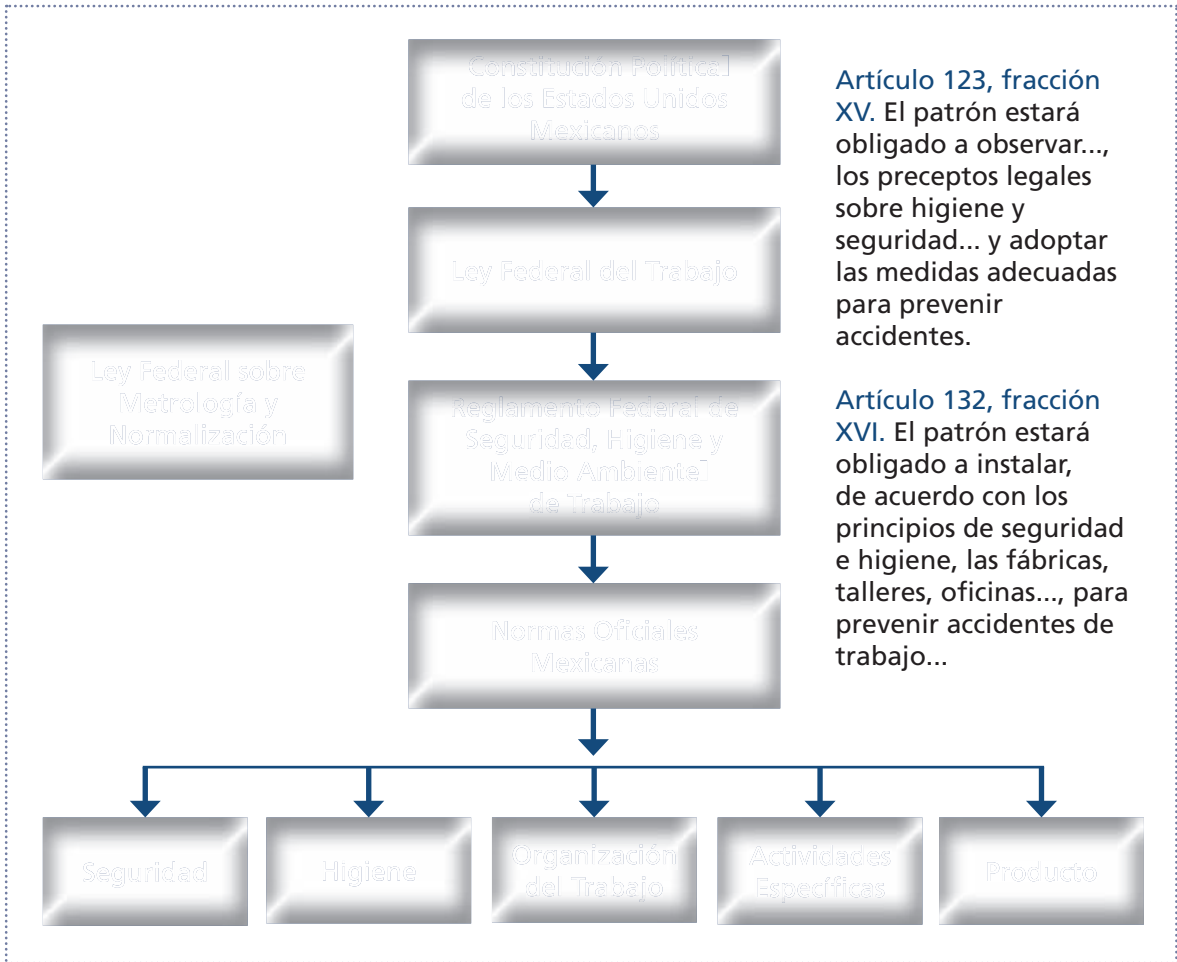 Constitución Política
de los Estados Unidos
Mexicanos
Artículo 123, fracción
XV. El patrón estará
obligado a observar...,
los preceptos legales
sobre higiene y
seguridad... y adoptar
las medidas adecuadas
para prevenir
accidentes.
Ley Federal del Trabajo
Ley Federal sobre
Metrología y
Normalización
Reglamento Federal de
Seguridad, Higiene y
Medio Ambiente
de Trabajo
Artículo 132, fracción
XVI. El patrón estará
obligado a instalar,
de acuerdo con los
principios de seguridad
e higiene, las fábricas,
talleres, oficinas..., para
prevenir accidentes de
trabajo...
Normas Oficiales
Mexicanas
Seguridad
Higiene
Organización
del Trabajo
Actividades
Específicas
Producto